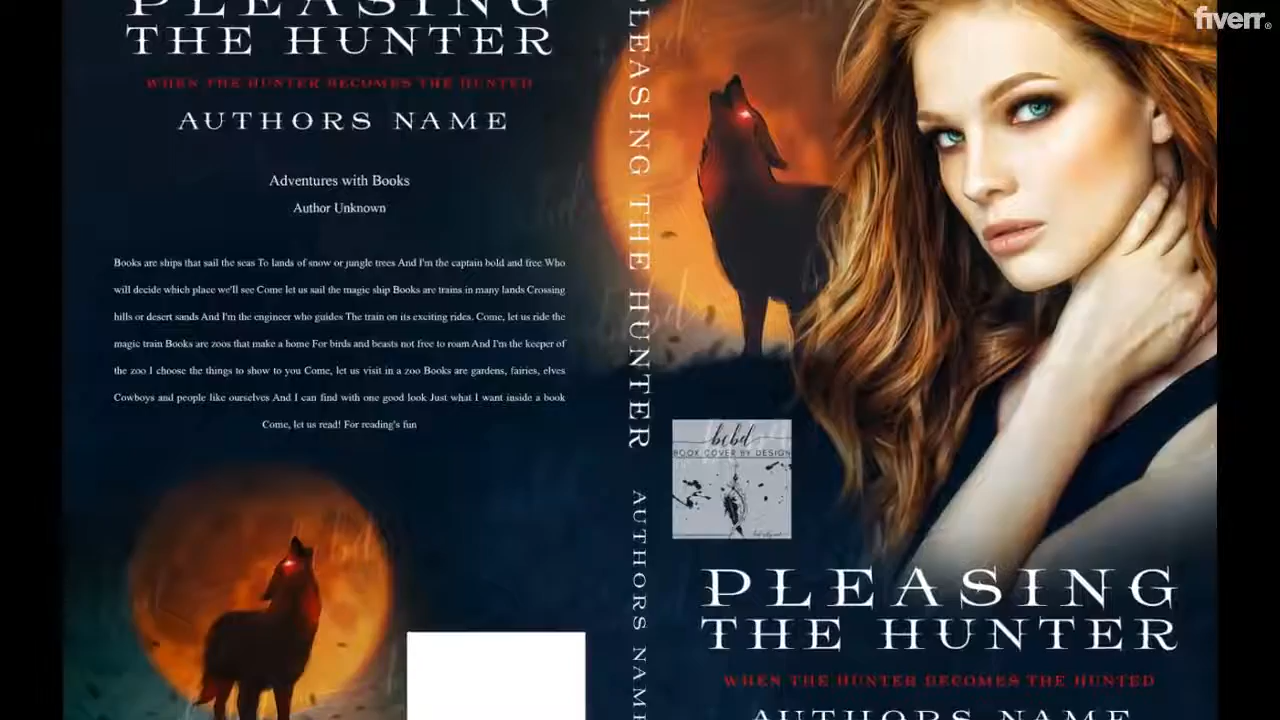 fiverr.
PLEASING
THE HUNTER
WHEN THE HUNTER BECOMES THE HUNTED
AUTHORS NAME
Adventures with Books
Author Unknown
Books are ships that sail the seas To lands of snow or jungle trees And I'm the captain bold and free Who
will decide which place we'll see Come let us sail the magic ship Books are trains in many lands Crossing
hills or desert sands And I'm the engineer who guides The train on its exciting rides. Come, let us ride the
magic train Books are zoos that make a home For birds and beasts not free to roam And I'm the keeper of
the zoo I choose the things to show to you Come, let us visit in a zoo Books are gardens, fairies, elves
Cowboys and people like ourselves And I can find with one good look Just what I want inside a book
Come, let us read! For reading's fun
PLEASING THE HUNTER AUTHORS NAME
bcbd
BOOK COVER BY DESIGN
PLEASING
THE HUNTER
WHEN THE HUNTER BECOMES THE HUNTED
AUTHORS NAME